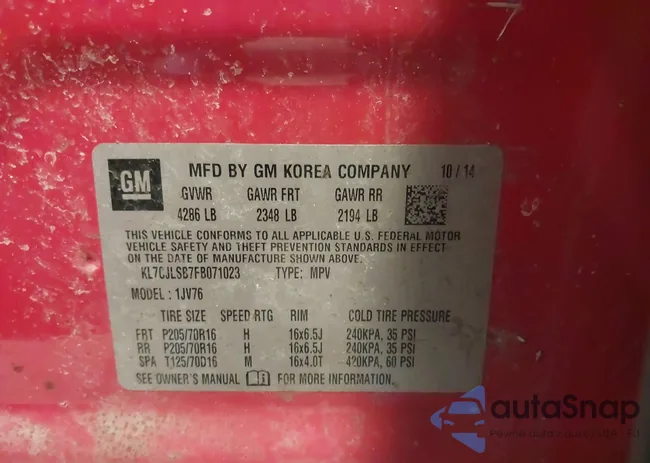 GM
MFD BY GM KOREA COMPANY 10 / 14
GVWR GAWR FRT GAWR RR
4286 LB 2348 LB 2194 LB
THIS VEHICLE CONFORMS TO ALL APPLICABLE U.S. FEDERAL MOTOR
VEHICLE SAFETY AND THEFT PREVENTION STANDARDS IN EFFECT
ON THE DATE OF MANUFACTURE SHOWN ABOVE.
KL7CJLSB7FB071023 TYPE: MPV
MODEL: 1JV76
TIRE SIZE SPEED RTG RIM COLD TIRE PRESSURE
FRT P205/70R16 H 16x6.5J 240KPA, 35 PSI
RR P205/70R16 H 16x6.5J 240KPA, 35 PSI
SPA T125/70D16 M 16x4.0T 420KPA, 60 PSI
SEE OWNER'S MANUAL FOR MORE INFORMATION.
autaSnap